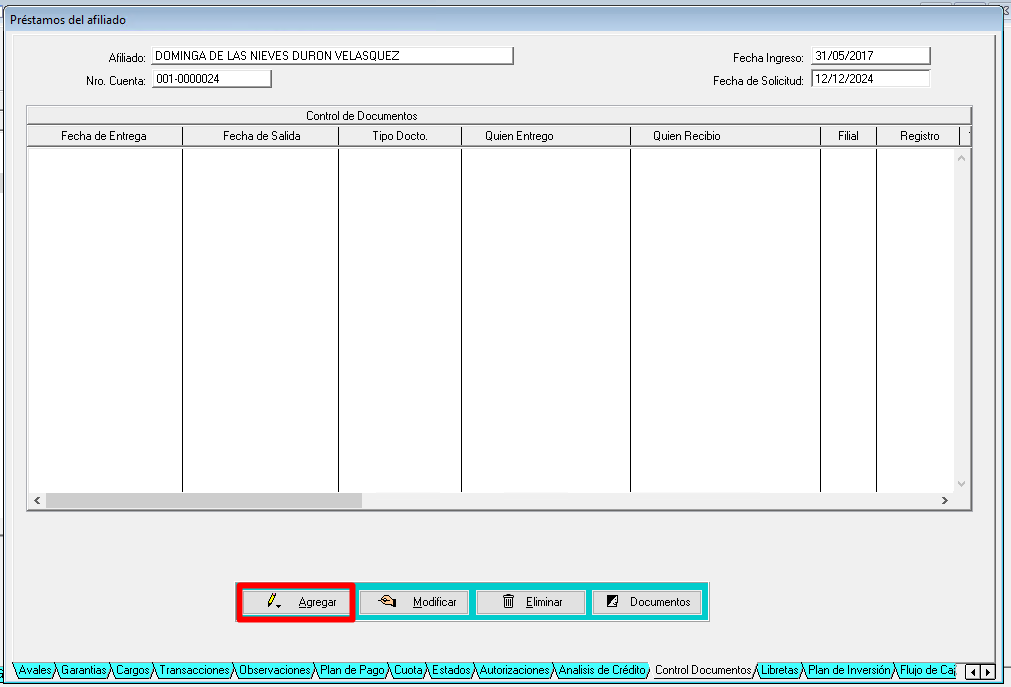 Préstamos del afiliado
Afiliado: DOMINGA DE LAS NIEVES DURON VELASQUEZ
Fecha Ingreso: 31/05/2017
Nro. Cuenta: 001-0000024
Fecha de Solicitud: 12/12/2024
Control de Documentos
Fecha de Entrega Fecha de Salida Tipo Docto. Quien Entrego Quien Recibio Filial Registro
Agregar Modificar Eliminar Documentos
Avales Garantias Cargos Transacciones Observaciones Plan de Pago Cuota Estados Autorizaciones Analisis de Crédito Control Documentos Libretas Plan de Inversión Flujo de Caj